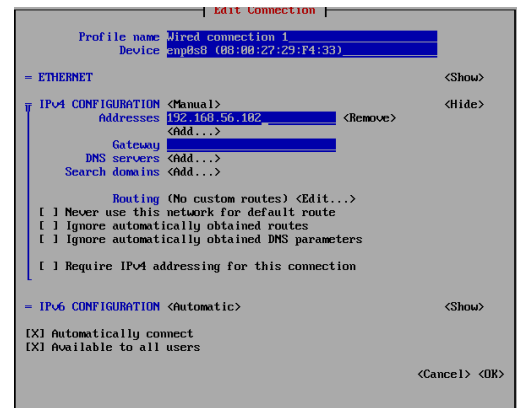 Edit Connection
Profile name Wired connection 1
Device enp0s8 (08:00:27:29:F4:33)
= ETHERNET <Show>
╤ IPv4 CONFIGURATION <Manual> <Hide>
Addresses 192.168.56.102 <Remove>
<Add...>
Gateway
DNS servers <Add...>
Search domains <Add...>
Routing (No custom routes) <Edit...>
[ ] Never use this network for default route
[ ] Ignore automatically obtained routes
[ ] Ignore automatically obtained DNS parameters
[ ] Require IPv4 addressing for this connection
= IPv6 CONFIGURATION <Automatic> <Show>
[X] Automatically connect
[X] Available to all users
<Cancel> <OK>